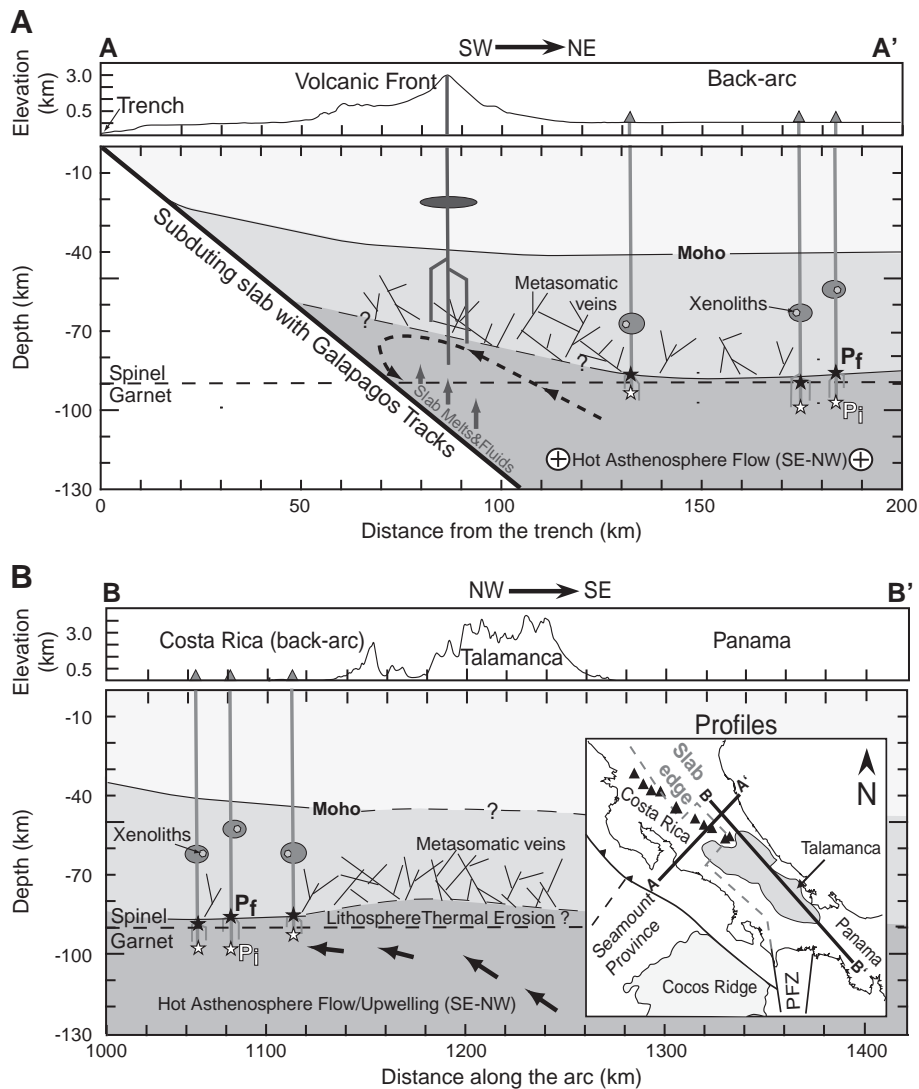 A
A
SW
NE
A'
Elevation
(km)
3.0
0.5
Trench
Volcanic Front
Back-arc
Depth (km)
-10
-40
-70
-100
-130
Moho
Metasomatic
veins
Xenoliths
?
?
Subduting slab with Galapagos Tracks
Spinel
Garnet
Slab Melts&Fluids
Pf
Pi
Hot Asthenosphere Flow (SE-NW)
0
50
100
150
200
Distance from the trench (km)
B
B
NW
SE
B'
Elevation
(km)
3.0
0.5
Costa Rica (back-arc)
Talamanca
Panama
Depth (km)
-10
-40
-70
-100
-130
Moho
?
Xenoliths
Metasomatic veins
Pf
Spinel
Garnet
LithosphereThermal Erosion ?
Pi
Hot Asthenosphere Flow/Upwelling (SE-NW)
Profiles
Slab
edge
A'
B
N
Costa Rica
A
Talamanca
Seamount
Province
Panama
B'
Cocos Ridge
PFZ
1000
1100
1200
1300
1400
Distance along the arc (km)